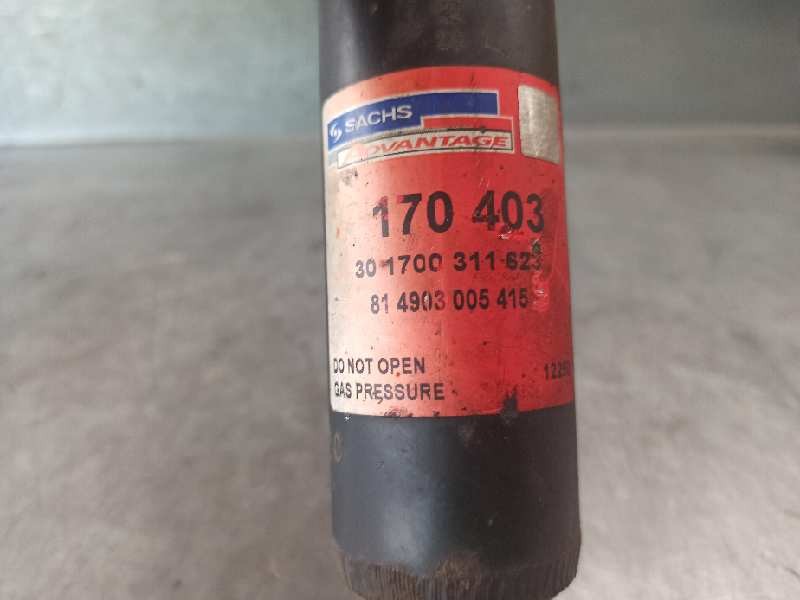 SACHS
ADVANTAGE
170 403
30 1700 311 623
81 4903 005 415
DO NOT OPEN
GAS PRESSURE